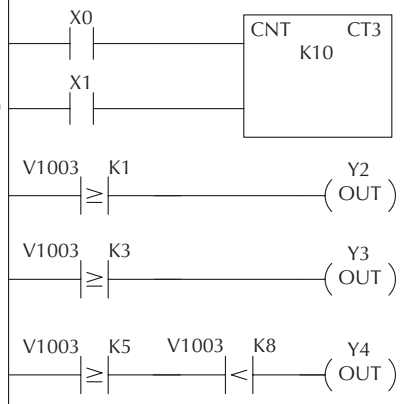 X0
CNT CT3
K10
X1
V1003 K1 Y2
≥ OUT
V1003 K3 Y3
≥ OUT
V1003 K5 V1003 K8 Y4
≥ < OUT